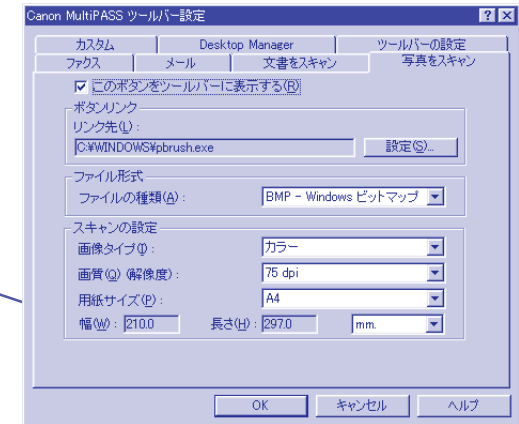 Canon MultiPASS ツールバー設定
カスタム Desktop Manager ツールバーの設定
ファクス メール 文書をスキャン 写真をスキャン
このボタンをツールバーに表示する(R)
ボタンリンク
リンク先(L):
C:¥WINDOWS¥pbrush.exe 設定(S)...
ファイル形式
ファイルの種類(A): BMP - Windows ビットマップ
スキャンの設定
画像タイプ(I): カラー
画質(Q) (解像度): 75 dpi
用紙サイズ(P): A4
幅(W): 210.0 長さ(H): 297.0 mm.
OK キャンセル ヘルプ